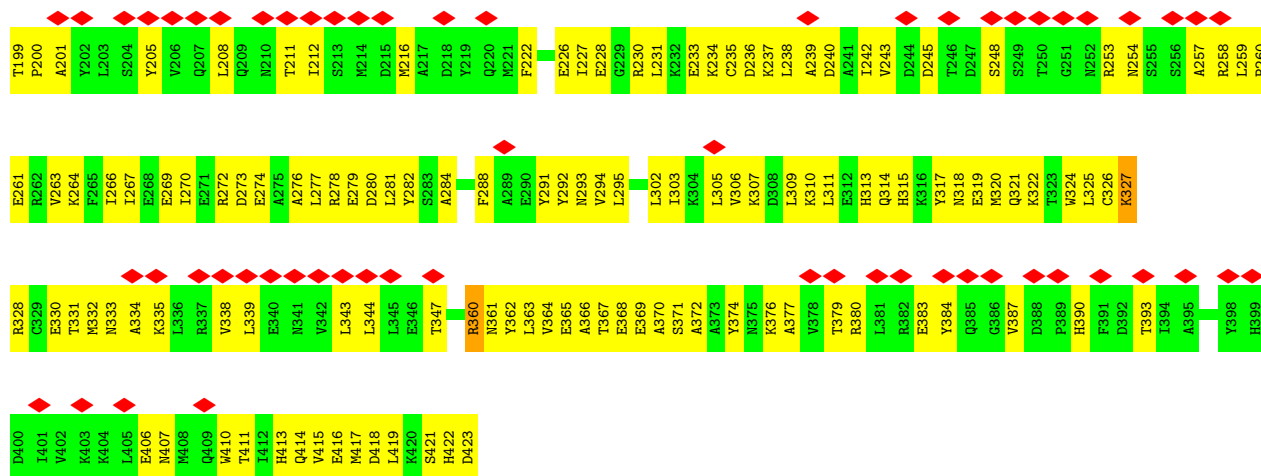 T199 P200 A201 Y202 L203 S204 Y205 V206 Q207 L208 Q209 N210 T211 I212 S213 M214 D215 M216 A217 D218 Y219 Q220 M221 F222 E226 I227 E228 G229 R230 L231 K232 E233 K234 C235 D236 K237 L238 A239 D240 A241 I242 V243 D244 D245 T246 D247 S248 S249 T250 G251 N252 R253 N254 S255 S256 A257 R258 L259 P260
E261 R262 V263 K264 F265 I266 I267 E268 E269 I270 E271 R272 D273 E274 A275 A276 L277 R278 E279 D280 L281 Y282 S283 A284 F288 A289 E290 Y291 Y292 N293 V294 L295 L302 I303 K304 L305 V306 K307 D308 L309 K310 L311 E312 H313 Q314 H315 K316 Y317 N318 E319 M320 Q321 K322 T323 W324 L325 C326 K327
R328 C329 E330 T331 M332 N333 A334 K335 L336 R337 V338 L339 E340 N341 V342 L343 L344 L345 E346 T347 R360 N361 Y362 L363 V364 E365 A366 T367 E368 E369 A370 S371 A372 A373 Y374 N375 K376 A377 V378 T379 R380 L381 R382 E383 Y384 Q385 G386 V387 D388 P389 H390 F391 D392 T393 I394 A395 Y398 H399
D400 I401 V402 K403 K404 L405 E406 N407 M408 Q409 W410 T411 I412 H413 Q414 V415 E416 M417 D418 L419 K420 S421 H422 D423